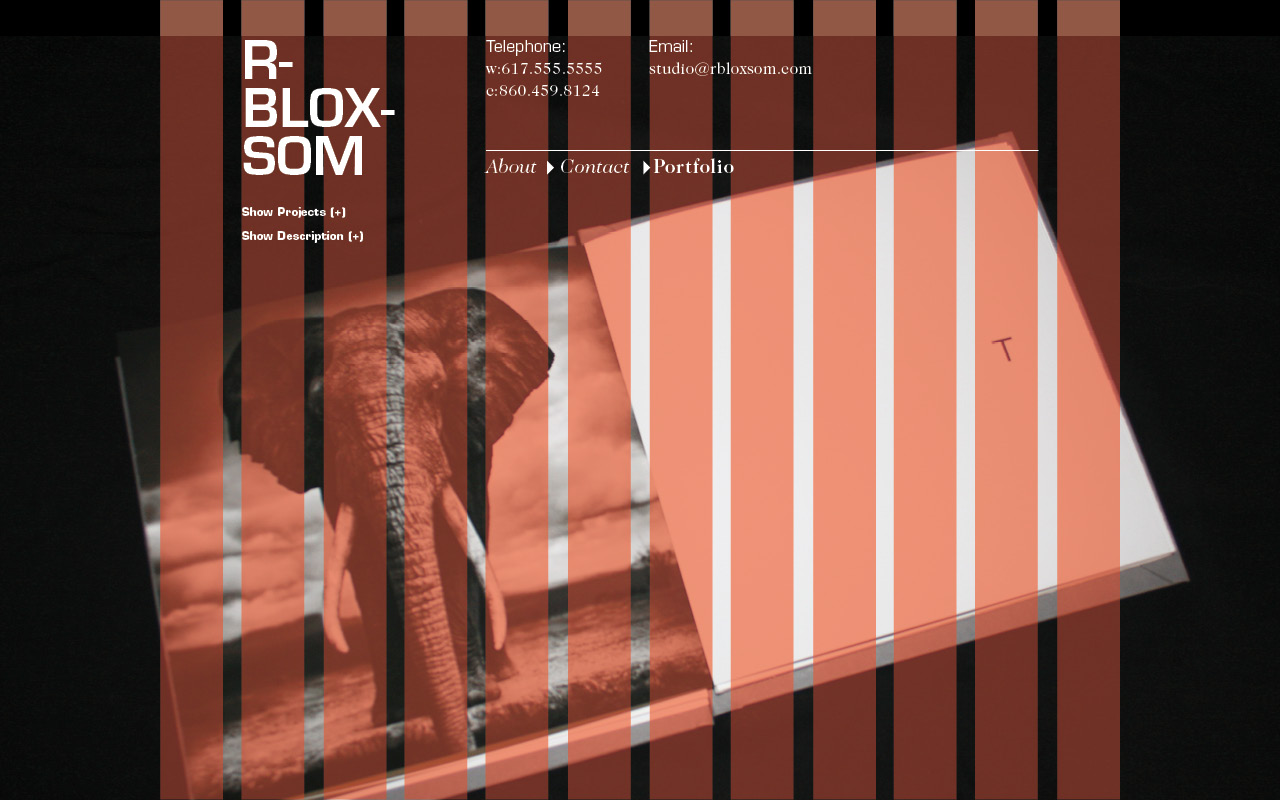 R-
BLOX-
SOM
Telephone:
w:617.555.5555
c:860.459.8124
Email:
studio@rbloxsom.com
About Contact Portfolio
Show Projects (+)
Show Description (+)
T